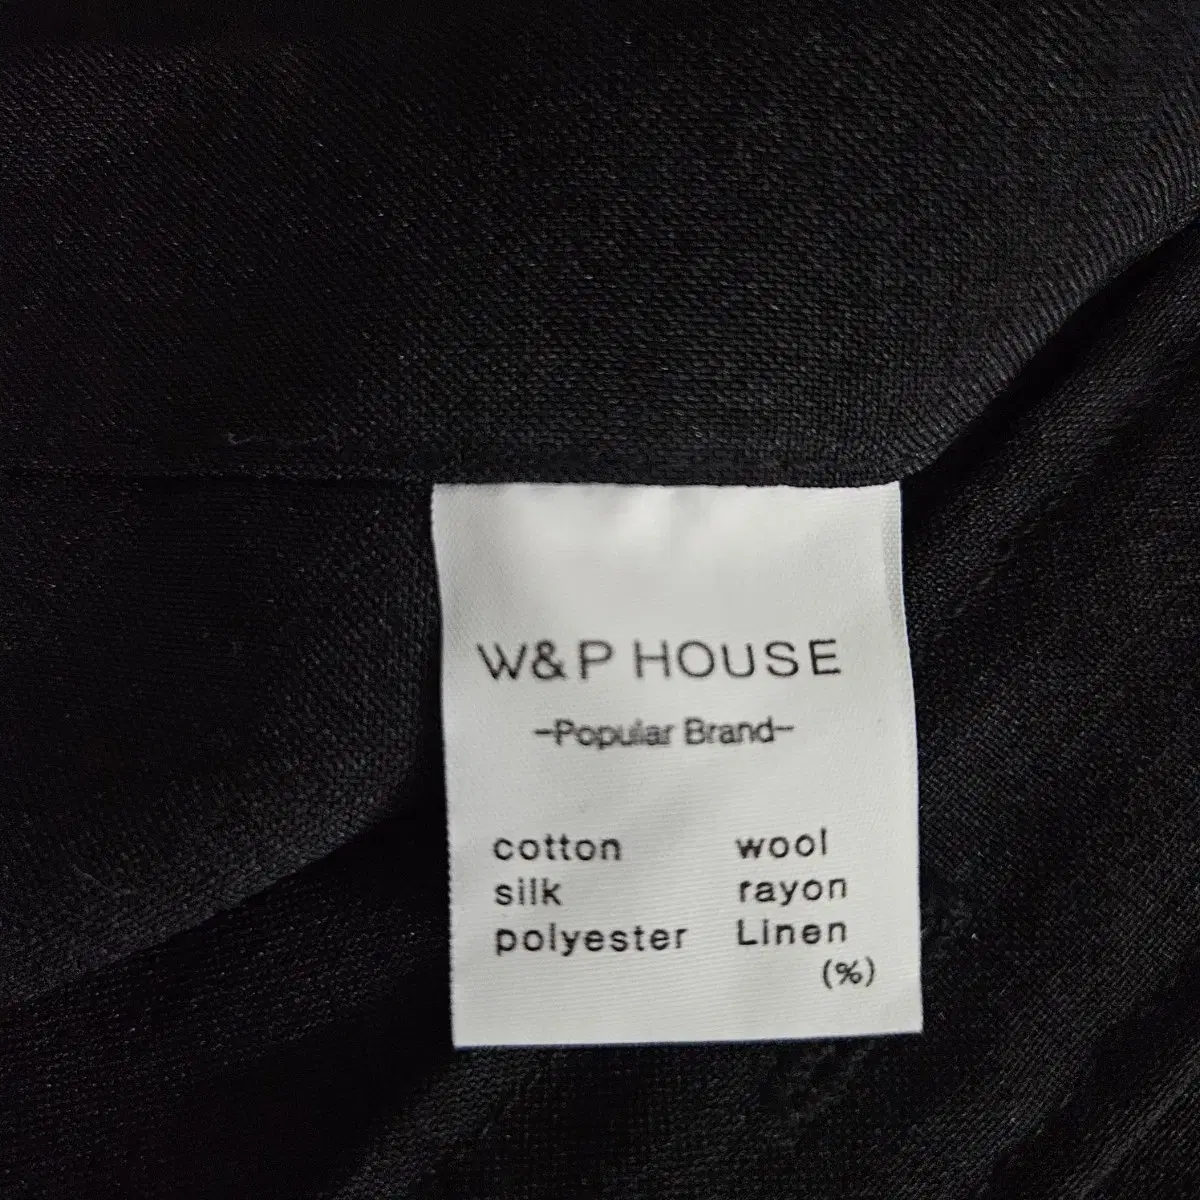 W&P HOUSE
-Popular Brand-
cotton wool
silk rayon
polyester Linen
(%)